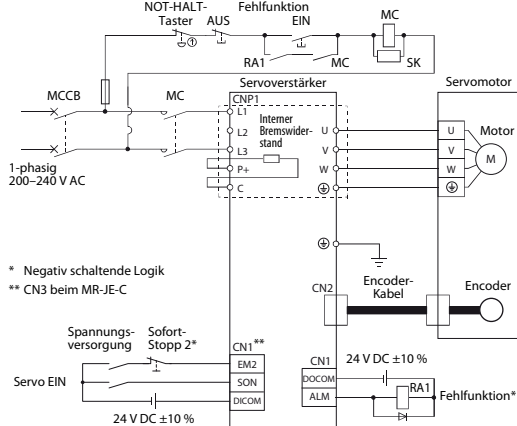 NOT-HALT-
Taster
AUS
Fehlfunktion
EIN
MC
①
RA1
MC
SK
MCCB
MC
Servoverstärker
Servomotor
CNP1
L1
L2
L3
P+
C
Interner
Bremswider-
stand
U
V
W
U
V
W
Motor
M
1-phasig
200–240 V AC
* Negativ schaltende Logik
** CN3 beim MR-JE-C
CN2
Encoder-
Kabel
Encoder
Spannungs-
versorgung
Sofort-
Stopp 2*
CN1**
EM2
SON
DICOM
Servo EIN
24 V DC ±10 %
CN1
DOCOM
ALM
24 V DC ±10 %
RA1
Fehlfunktion*